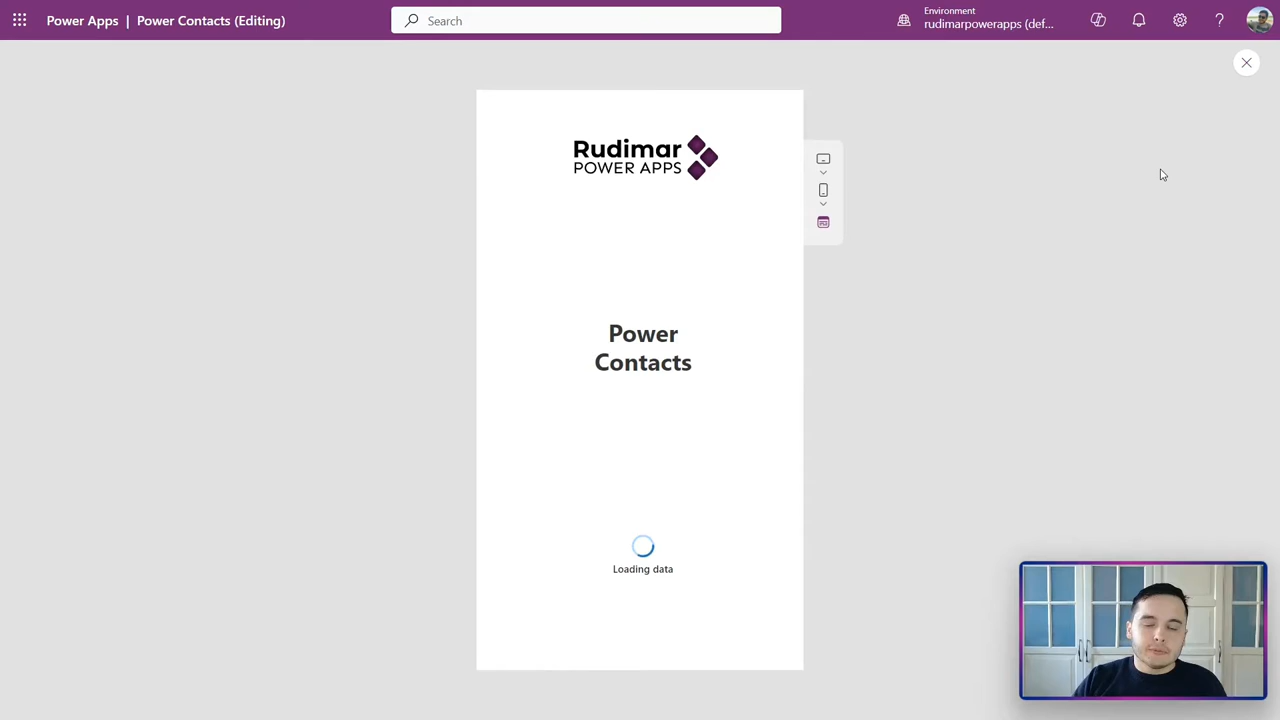 Power Apps | Power Contacts (Editing)
Search
Environment
rudimarpowerapps (def...
Rudimar
POWER APPS
Power
Contacts
Loading data